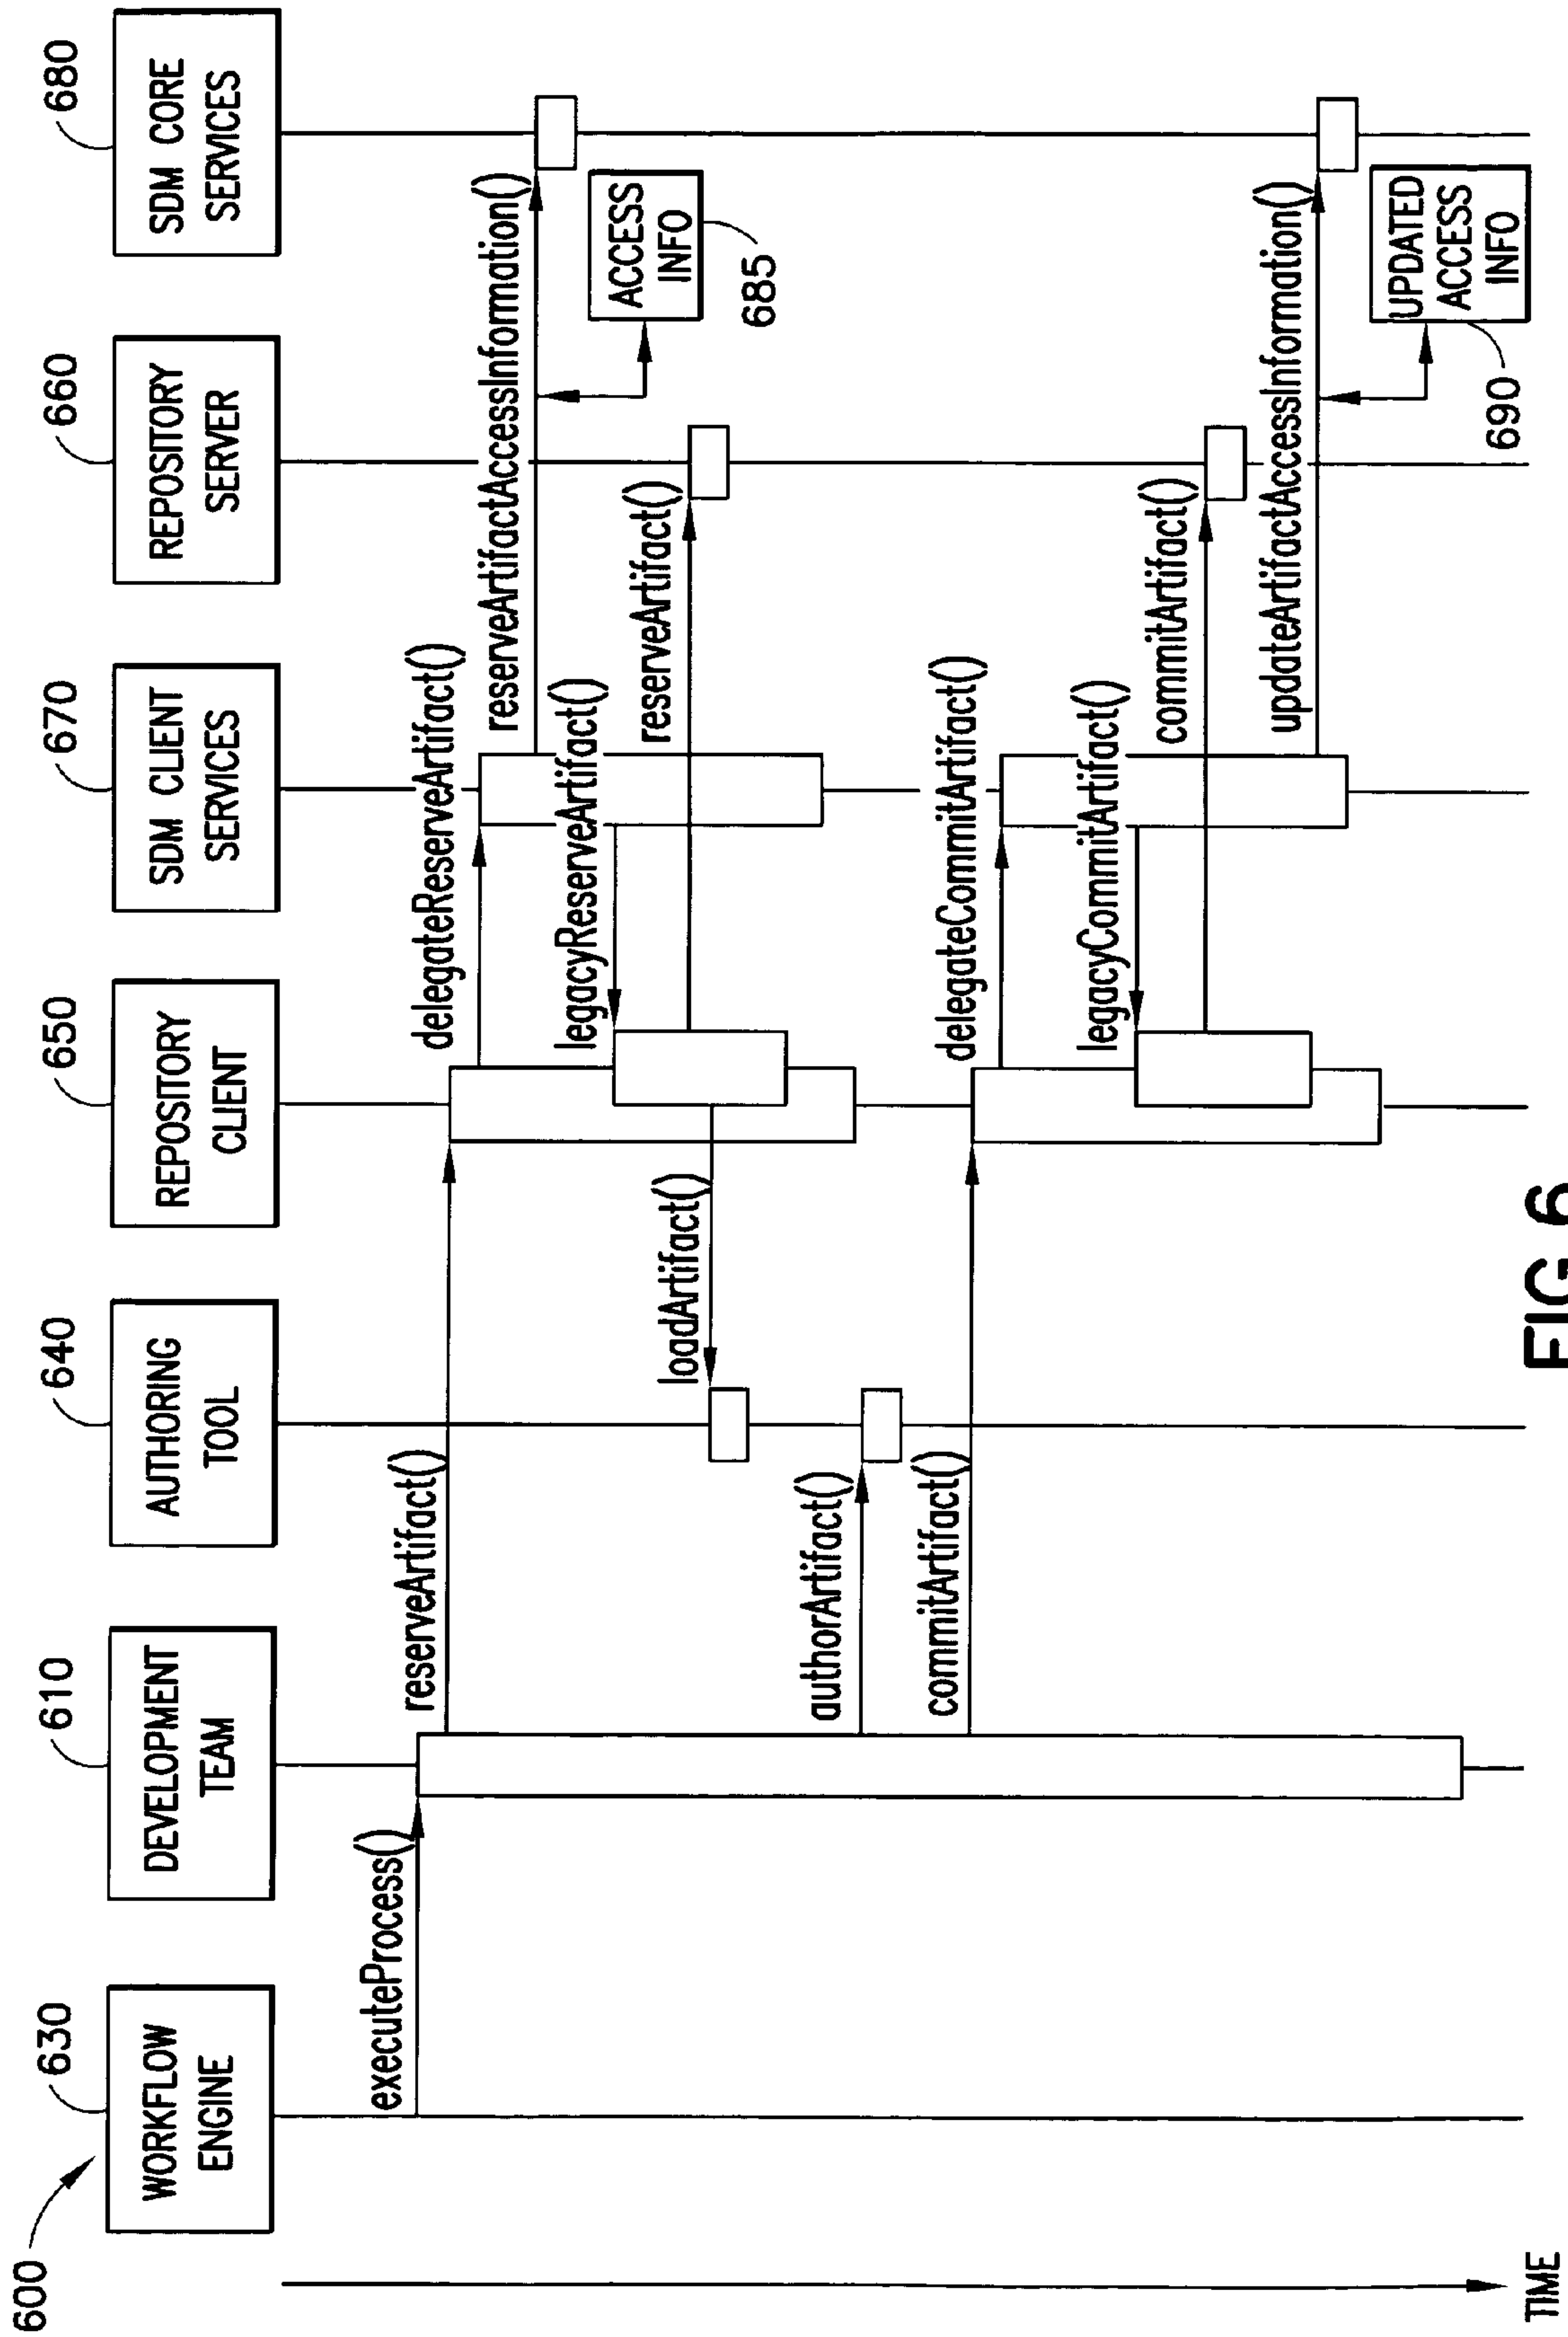 600
630
WORKFLOW
ENGINE
610
DEVELOPMENT
TEAM
640
AUTHORING
TOOL
650
REPOSITORY
CLIENT
670
SDM CLIENT
SERVICES
660
REPOSITORY
SERVER
680
SDM CORE
SERVICES
executeProcess()
reserveArtifact()
delegateReserveArtifact()
reserveArtifactAccessInformation()
ACCESS
INFO
685
legacyReserveArtifact()
reserveArtifact()
loadArtifact()
authorArtifact()
commitArtifact()
delegateCommitArtifact()
legacyCommitArtifact()
commitArtifact()
updateArtifactAccessInformation()
UPDATED
ACCESS
INFO
690
TIME
FIG.6